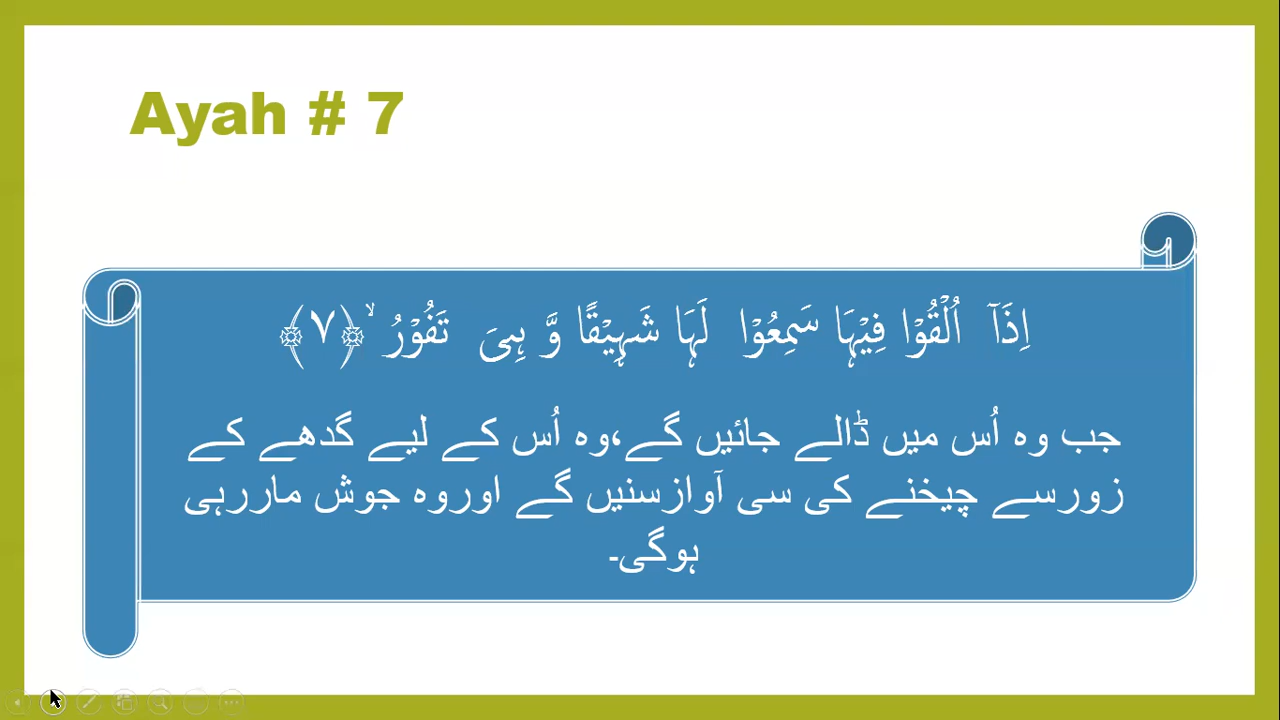 Ayah # 7
اِذَاۤ اُلْقُوْا فِیْہَا سَمِعُوْا لَہَا شَہِیْقًا وَّ ہِیَ تَفُوْرُ ۙ﴿۷﴾
جب وہ اُس میں ڈالے جائیں گے،وہ اُس کے لیے گدھے کے
زورسے چیخنے کی سی آوازسنیں گے اوروہ جوش ماررہی
ہوگی۔